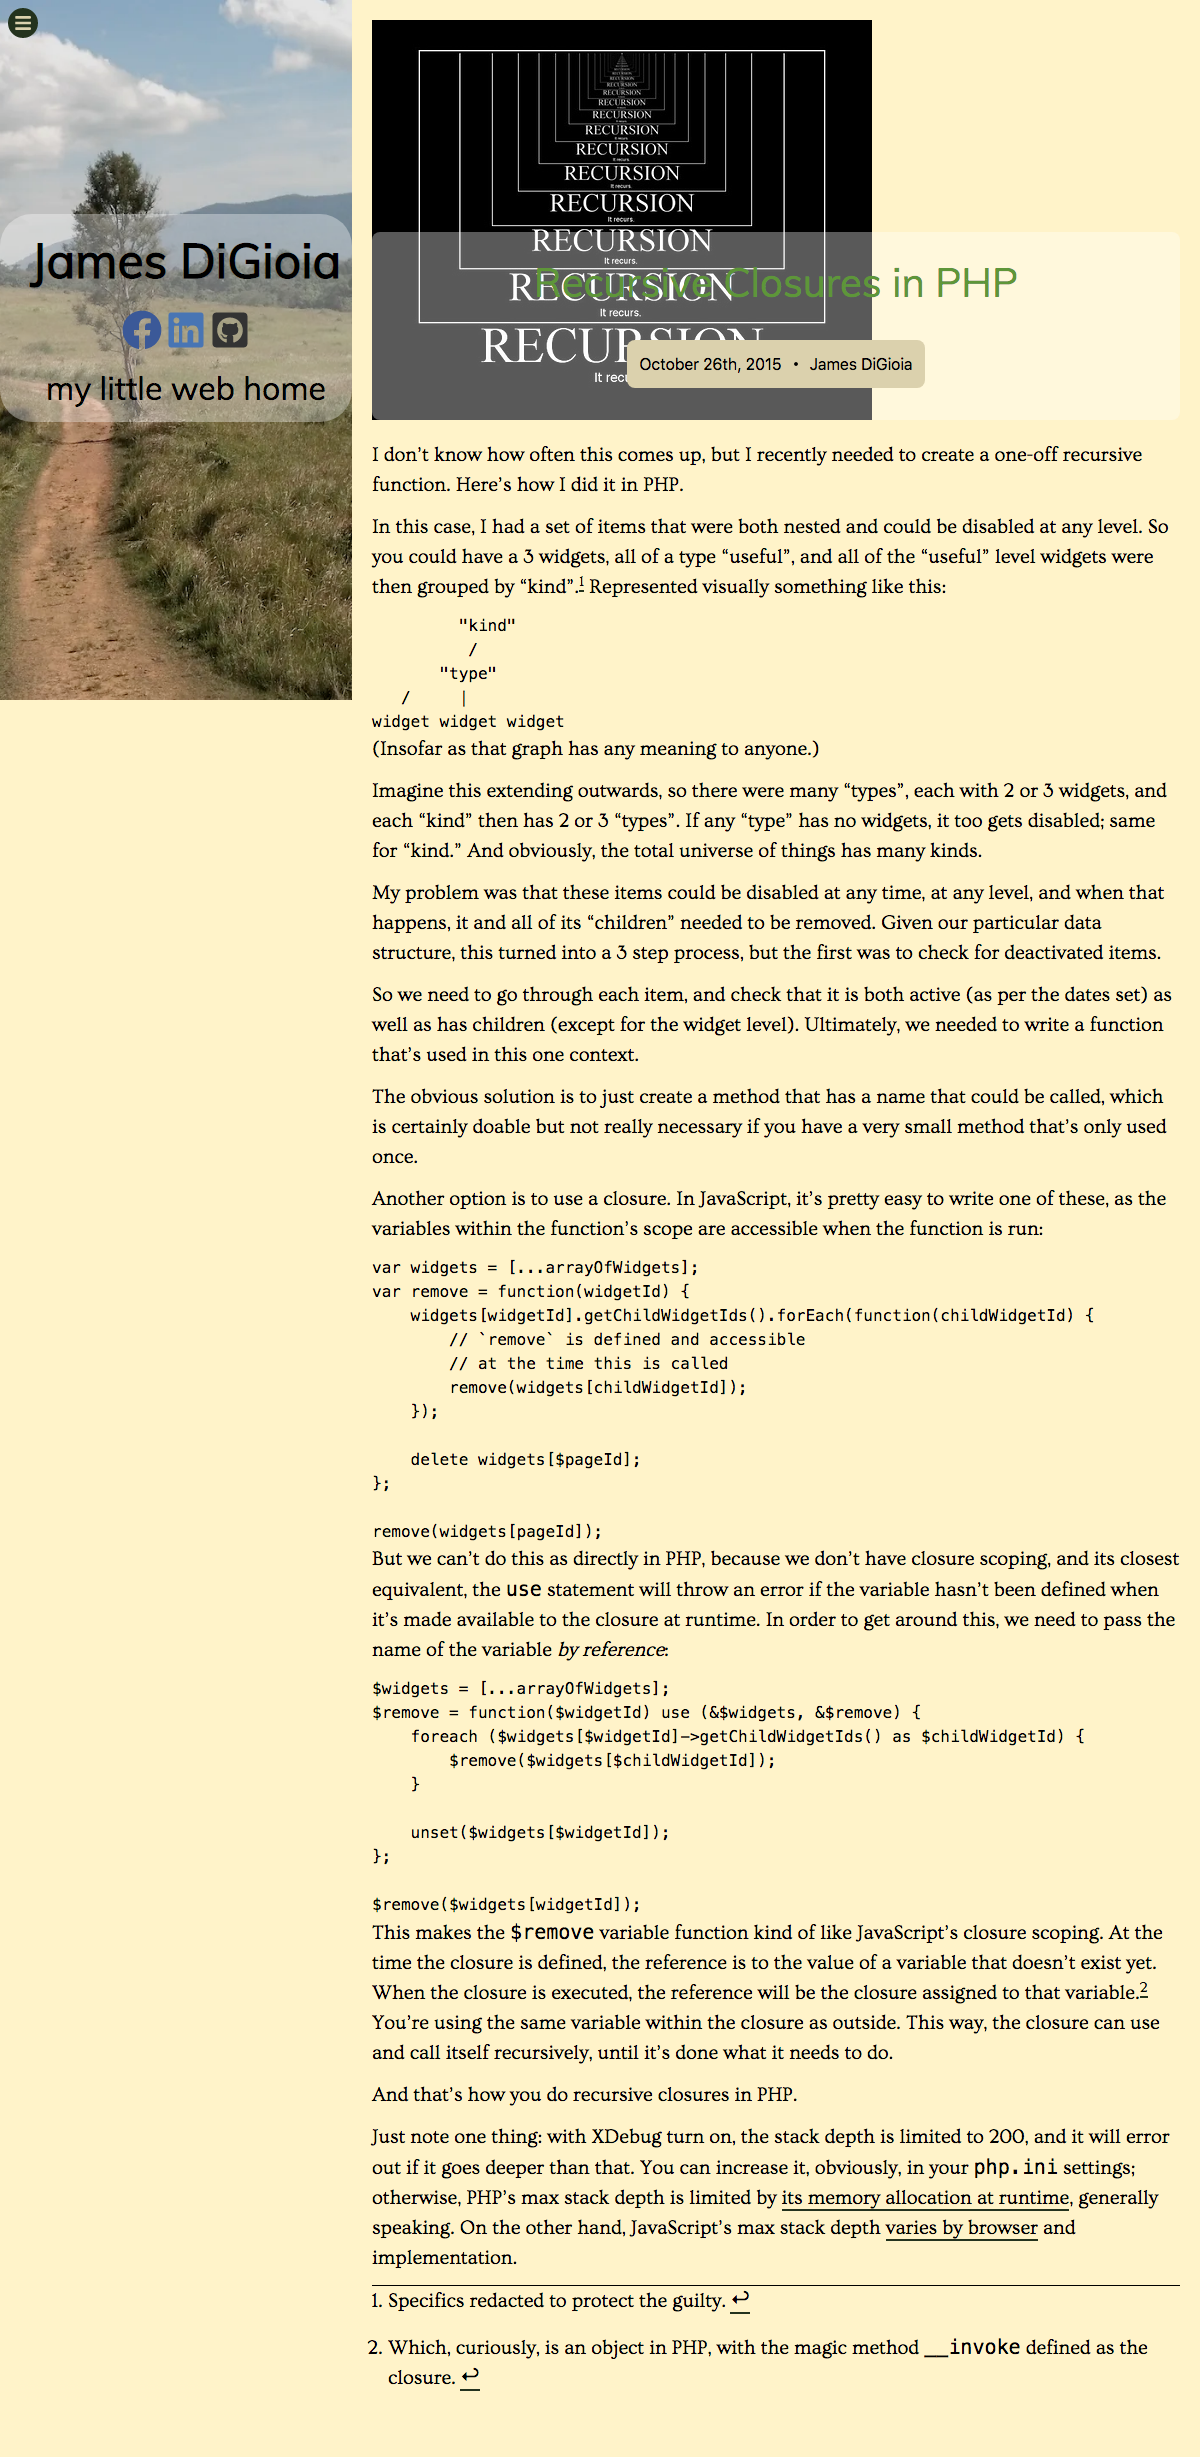 James DiGioia
my little web home
RECURSION
RECURSION
RECURSION
RECURSION
RECURSION
It recurs.
RECURSION
It recurs.
RECURSION
It recurs.
RECURSION
It recurs.
RECURSION
It recurs.
RECURSION
It recurs.
RECURSION
It rec
Recursive Closures in PHP
October 26th, 2015 • James DiGioia
I don’t know how often this comes up, but I recently needed to create a one-off recursive
function. Here’s how I did it in PHP.
In this case, I had a set of items that were both nested and could be disabled at any level. So
you could have a 3 widgets, all of a type “useful”, and all of the “useful” level widgets were
then grouped by “kind”.1 Represented visually something like this:
"kind"
/
"type"
/ |
widget widget widget
(Insofar as that graph has any meaning to anyone.)
Imagine this extending outwards, so there were many “types”, each with 2 or 3 widgets, and
each “kind” then has 2 or 3 “types”. If any “type” has no widgets, it too gets disabled; same
for “kind.” And obviously, the total universe of things has many kinds.
My problem was that these items could be disabled at any time, at any level, and when that
happens, it and all of its “children” needed to be removed. Given our particular data
structure, this turned into a 3 step process, but the first was to check for deactivated items.
So we need to go through each item, and check that it is both active (as per the dates set) as
well as has children (except for the widget level). Ultimately, we needed to write a function
that’s used in this one context.
The obvious solution is to just create a method that has a name that could be called, which
is certainly doable but not really necessary if you have a very small method that’s only used
once.
Another option is to use a closure. In JavaScript, it’s pretty easy to write one of these, as the
variables within the function’s scope are accessible when the function is run:
var widgets = [...arrayOfWidgets];
var remove = function(widgetId) {
widgets[widgetId].getChildWidgetIds().forEach(function(childWidgetId) {
// `remove` is defined and accessible
// at the time this is called
remove(widgets[childWidgetId]);
});
delete widgets[$pageId];
};
remove(widgets[pageId]);
But we can’t do this as directly in PHP, because we don’t have closure scoping, and its closest
equivalent, the use statement will throw an error if the variable hasn’t been defined when
it’s made available to the closure at runtime. In order to get around this, we need to pass the
name of the variable by reference:
$widgets = [...arrayOfWidgets];
$remove = function($widgetId) use (&$widgets, &$remove) {
foreach ($widgets[$widgetId]->getChildWidgetIds() as $childWidgetId) {
$remove($widgets[$childWidgetId]);
}
unset($widgets[$widgetId]);
};
$remove($widgets[widgetId]);
This makes the $remove variable function kind of like JavaScript’s closure scoping. At the
time the closure is defined, the reference is to the value of a variable that doesn’t exist yet.
When the closure is executed, the reference will be the closure assigned to that variable.2
You’re using the same variable within the closure as outside. This way, the closure can use
and call itself recursively, until it’s done what it needs to do.
And that’s how you do recursive closures in PHP.
Just note one thing: with XDebug turn on, the stack depth is limited to 200, and it will error
out if it goes deeper than that. You can increase it, obviously, in your php.ini settings;
otherwise, PHP’s max stack depth is limited by its memory allocation at runtime, generally
speaking. On the other hand, JavaScript’s max stack depth varies by browser and
implementation.
1. Specifics redacted to protect the guilty. ↩
2. Which, curiously, is an object in PHP, with the magic method __invoke defined as the
closure. ↩